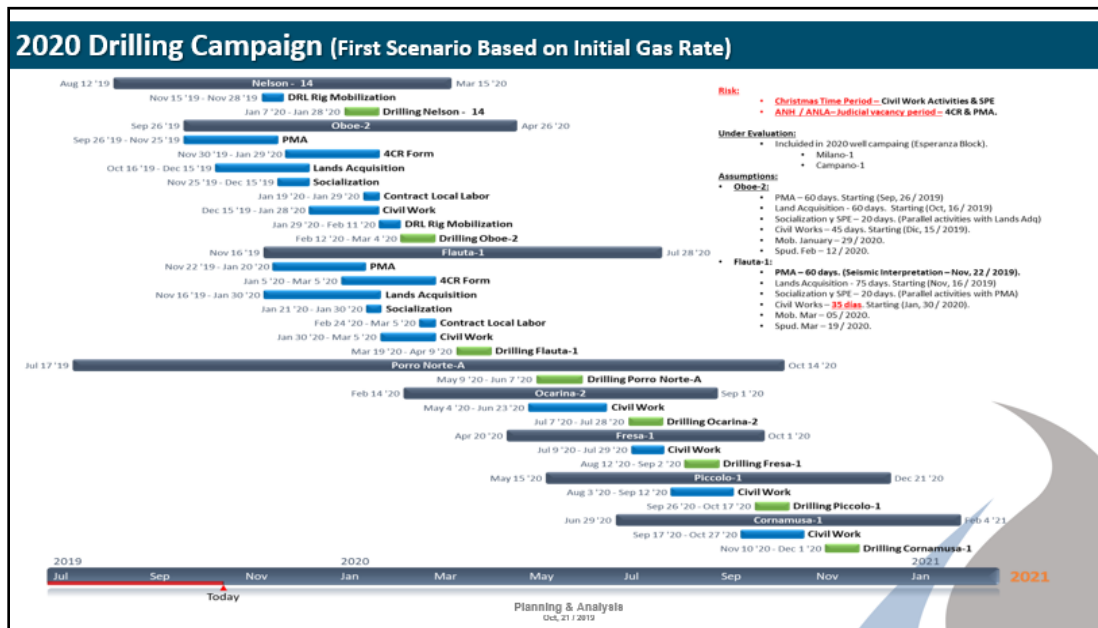 2020 Drilling Campaign (First Scenario Based on Initial Gas Rate)
Aug 12 '19 Nelson - 14 Mar 15 '20
Nov 15 '19 - Nov 28 '19 DRL Rig Mobilization
Jan 7 '20 - Jan 28 '20 Drilling Nelson - 14
Sep 26 '19 Oboe-2 Apr 26 '20
Sep 26 '19 - Nov 25 '19 PMA
Nov 30 '19 - Jan 29 '20 4CR Form
Oct 16 '19 - Dec 15 '19 Lands Acquisition
Nov 25 '19 - Dec 15 '19 Socialization
Jan 19 '20 - Jan 29 '20 Contract Local Labor
Dec 15 '19 - Jan 28 '20 Civil Work
Jan 29 '20 - Feb 11 '20 DRL Rig Mobilization
Feb 12 '20 - Mar 4 '20 Drilling Oboe-2
Nov 16 '19 Flauta-1 Jul 28 '20
Nov 22 '19 - Jan 20 '20 PMA
Jan 5 '20 - Mar 5 '20 4CR Form
Nov 16 '19 - Jan 30 '20 Lands Acquisition
Jan 21 '20 - Jan 30 '20 Socialization
Feb 24 '20 - Mar 5 '20 Contract Local Labor
Jan 30 '20 - Mar 5 '20 Civil Work
Mar 19 '20 - Apr 9 '20 Drilling Flauta-1
Jul 17 '19 Porro Norte-A Oct 14 '20
May 9 '20 - Jun 7 '20 Drilling Porro Norte-A
Feb 14 '20 Ocarina-2 Sep 1 '20
May 4 '20 - Jun 23 '20 Civil Work
Jul 7 '20 - Jul 28 '20 Drilling Ocarina-2
Apr 20 '20 Fresa-1 Oct 1 '20
Jul 9 '20 - Jul 29 '20 Civil Work
Aug 12 '20 - Sep 2 '20 Drilling Fresa-1
May 15 '20 Piccolo-1 Dec 21 '20
Aug 3 '20 - Sep 12 '20 Civil Work
Sep 26 '20 - Oct 17 '20 Drilling Piccolo-1
Jun 29 '20 Cornamusa-1 Feb 4 '21
Sep 17 '20 - Oct 27 '20 Civil Work
Nov 10 '20 - Dec 1 '20 Drilling Cornamusa-1
Risk:
• Christmas Time Period – Civil Work Activities & SPE
• ANH / ANLA– Judicial vacancy period – 4CR & PMA.
Under Evaluation:
• Included in 2020 well campaing (Esperanza Block).
• Milano-1
• Campano-1
Assumptions:
• Oboe-2:
• PMA – 60 days. Starting (Sep, 26 / 2019)
• Land Acquisition - 60 days. Starting (Oct, 16 / 2019)
• Socialization y SPE – 20 days. (Parallel activities with Lands Adq)
• Civil Works – 45 days. Starting (Dic, 15 / 2019).
• Mob. January – 29 / 2020.
• Spud. Feb – 12 / 2020.
• Flauta-1:
• PMA – 60 days. (Seismic Interpretation – Nov, 22 / 2019).
• Lands Acquisition - 75 days. Starting (Nov, 16 / 2019)
• Socialization y SPE – 20 days. (Parallel activities with PMA)
• Civil Works – 35 días. Starting (Jan, 30 / 2020).
• Mob. Mar – 05 / 2020.
• Spud. Mar – 19 / 2020.
2019 2020 2021
Jul Sep Nov Jan Mar May Jul Sep Nov Jan 2021
Today
Planning & Analysis
Oct, 21 / 2019